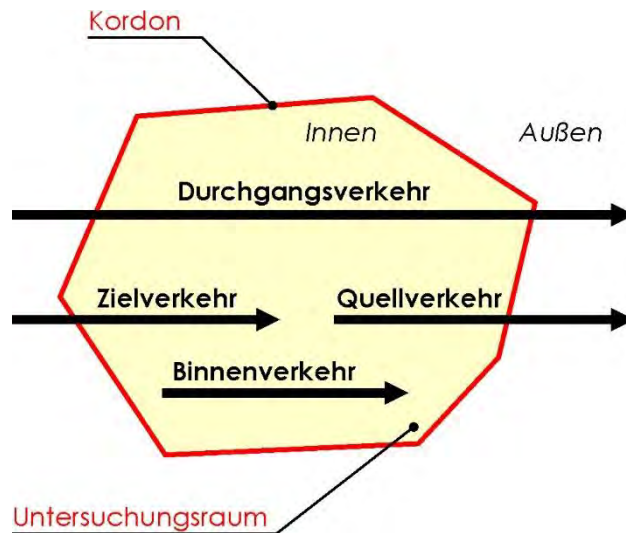 Kordon
Innen
Außen
Durchgangsverkehr
Zielverkehr
Quellverkehr
Binnenverkehr
Untersuchungsraum